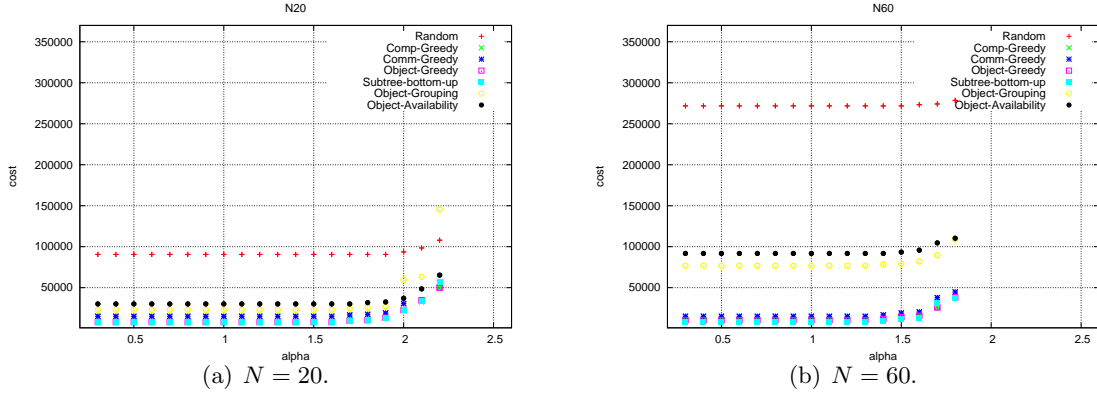 N20
350000
300000
250000
200000
150000
100000
50000
cost
0.5 1 1.5 2 2.5
alpha
Random
Comp-Greedy
Comm-Greedy
Object-Greedy
Subtree-bottom-up
Object-Grouping
Object-Availability
(a) N = 20.
N60
350000
300000
250000
200000
150000
100000
50000
cost
0.5 1 1.5 2 2.5
alpha
Random
Comp-Greedy
Comm-Greedy
Object-Greedy
Subtree-bottom-up
Object-Grouping
Object-Availability
(b) N = 60.